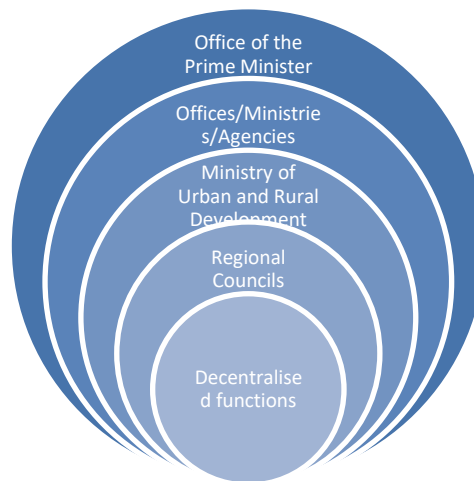 Office of the
Prime Minister
Offices/Ministrie
s/Agencies
Ministry of
Urban and Rural
Development
Regional
Councils
Decentralise
d functions